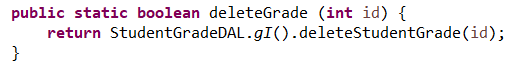 public static boolean deleteGrade (int id) {
    return StudentGradeDAL.gI().deleteStudentGrade(id);
}